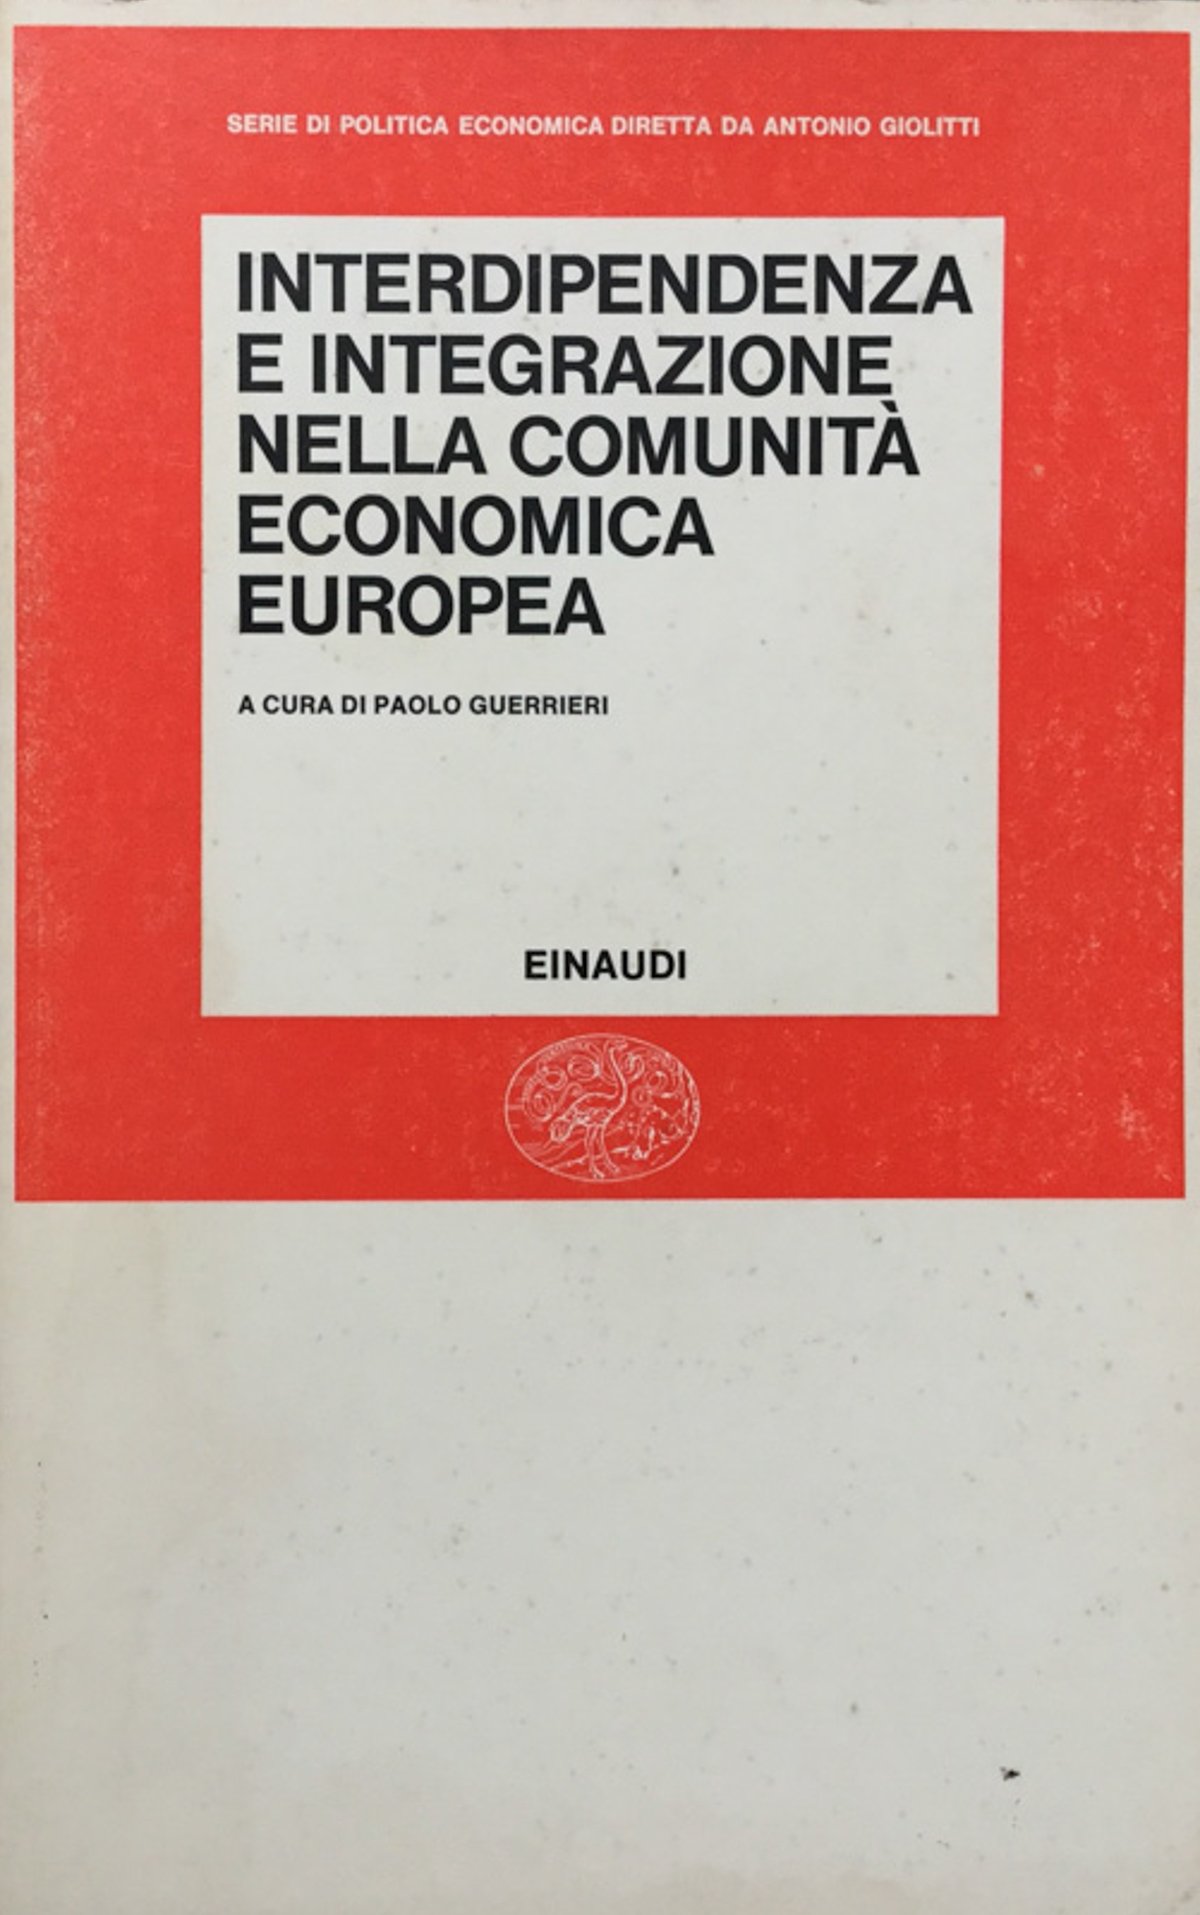 SERIE DI POLITICA ECONOMICA DIRETTA DA ANTONIO GIOLITTI
INTERDIPENDENZA
E INTEGRAZIONE
NELLA COMUNITÀ
ECONOMICA
EUROPEA
A CURA DI PAOLO GUERRIERI
EINAUDI